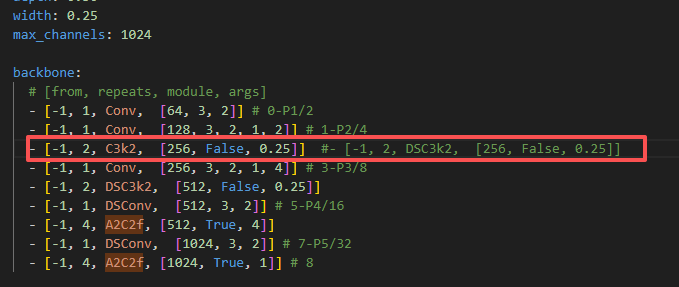 width: 0.25
max_channels: 1024
backbone:
# [from, repeats, module, args]
- [-1, 1, Conv, [64, 3, 2]] # 0-P1/2
- [-1, 1, Conv, [128, 3, 2, 1, 2]] # 1-P2/4
- [-1, 2, C3k2, [256, False, 0.25]] #- [-1, 2, DSC3k2, [256, False, 0.25]]
- [-1, 1, Conv, [256, 3, 2, 1, 4]] # 3-P3/8
- [-1, 2, DSC3k2, [512, False, 0.25]]
- [-1, 1, DSConv, [512, 3, 2]] # 5-P4/16
- [-1, 4, A2C2f, [512, True, 4]]
- [-1, 1, DSConv, [1024, 3, 2]] # 7-P5/32
- [-1, 4, A2C2f, [1024, True, 1]] # 8